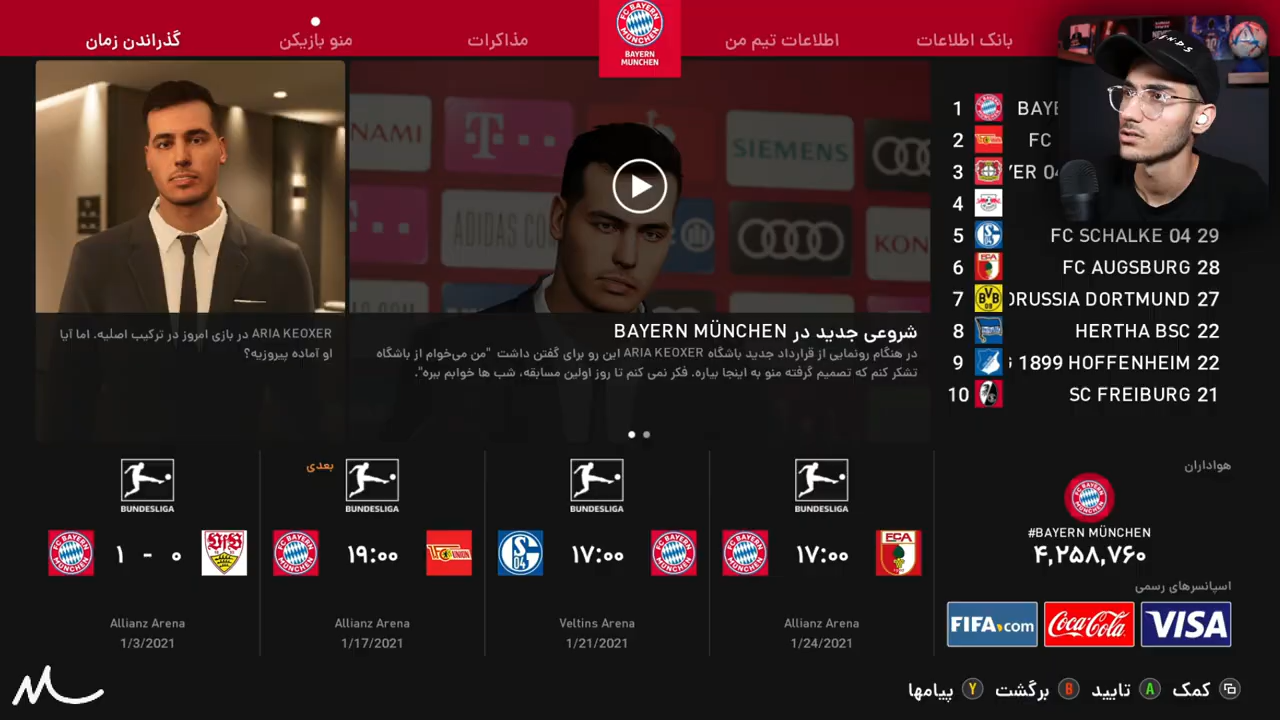 گذراندن زمان
منو بازیکن
مذاکرات
FC BAYERN MÜNCHEN
BAYERN
MÜNCHEN
اطلاعات تیم من
بانک اطلاعات
ARIA KEOXER در بازی امروز در ترکیب اصلیه. اما آیا
او آماده پیروزیه؟
T
SIEMENS
ADIDAS
KON
شروعی جدید در BAYERN MÜNCHEN
در هنگام رونمایی از قرارداد جدید باشگاه ARIA KEOXER این رو برای گفتن داشت "من می‌خوام از باشگاه
تشکر کنم که تصمیم گرفته منو به اینجا بیاره. فکر نمی کنم تا روز اولین مسابقه، شب ها خوابم بیره".
1 BAYE
2 FC
3 YER 04
4
5 FC SCHALKE 04 29
6 FC AUGSBURG 28
7 ORUSSIA DORTMUND 27
8 HERTHA BSC 22
9 1899 HOFFENHEIM 22
10 SC FREIBURG 21
BUNDESLIGA
۱ - ۰
Allianz Arena
1/3/2021
بعدی
BUNDESLIGA
۱۹:۰۰
Allianz Arena
1/17/2021
BUNDESLIGA
۱۷:۰۰
Veltins Arena
1/21/2021
BUNDESLIGA
۱۷:۰۰
Allianz Arena
1/24/2021
هواداران
#BAYERN MÜNCHEN
۴,۲۵۸,۷۶۰
اسپانسرهای رسمی
FIFA.com
Coca-Cola
VISA
کمک
A تایید
B برگشت
Y پیامها